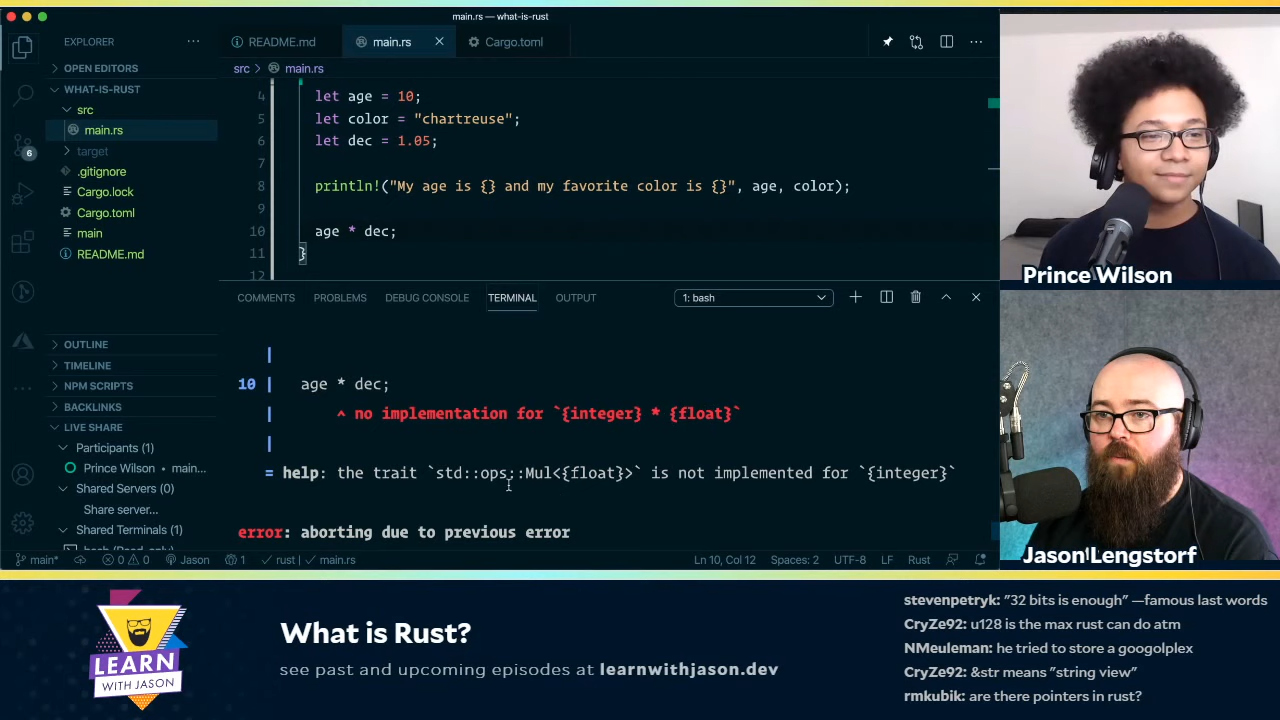 main.rs — what-is-rust
EXPLORER
OPEN EDITORS
WHAT-IS-RUST
src
main.rs
target
.gitignore
Cargo.lock
Cargo.toml
main
README.md
OUTLINE
TIMELINE
NPM SCRIPTS
BACKLINKS
LIVE SHARE
Participants (1)
Prince Wilson • main...
Shared Servers (0)
Share server...
Shared Terminals (1)
6
README.md main.rs Cargo.toml
src main.rs
4 let age = 10;
5 let color = "chartreuse";
6 let dec = 1.05;
7
8 println!("My age is {} and my favorite color is {}", age, color);
9
10 age * dec;
11 }
12
COMMENTS PROBLEMS DEBUG CONSOLE TERMINAL OUTPUT 1: bash
|
10 | age * dec;
| ^ no implementation for `{integer} * {float}`
|
= help: the trait `std::ops::Mul<{float}>` is not implemented for `{integer}`
error: aborting due to previous error
main* 0 0 Jason 1 rust | main.rs Ln 10, Col 12 Spaces: 2 UTF-8 LF Rust
Prince Wilson
Jason Lengstorf
LEARN
WITH JASON
What is Rust?
see past and upcoming episodes at learnwithjason.dev
stevenpetryk: "32 bits is enough" —famous last words
CryZe92: u128 is the max rust can do atm
NMeuleman: he tried to store a googolplex
CryZe92: &str means "string view"
rmkubik: are there pointers in rust?